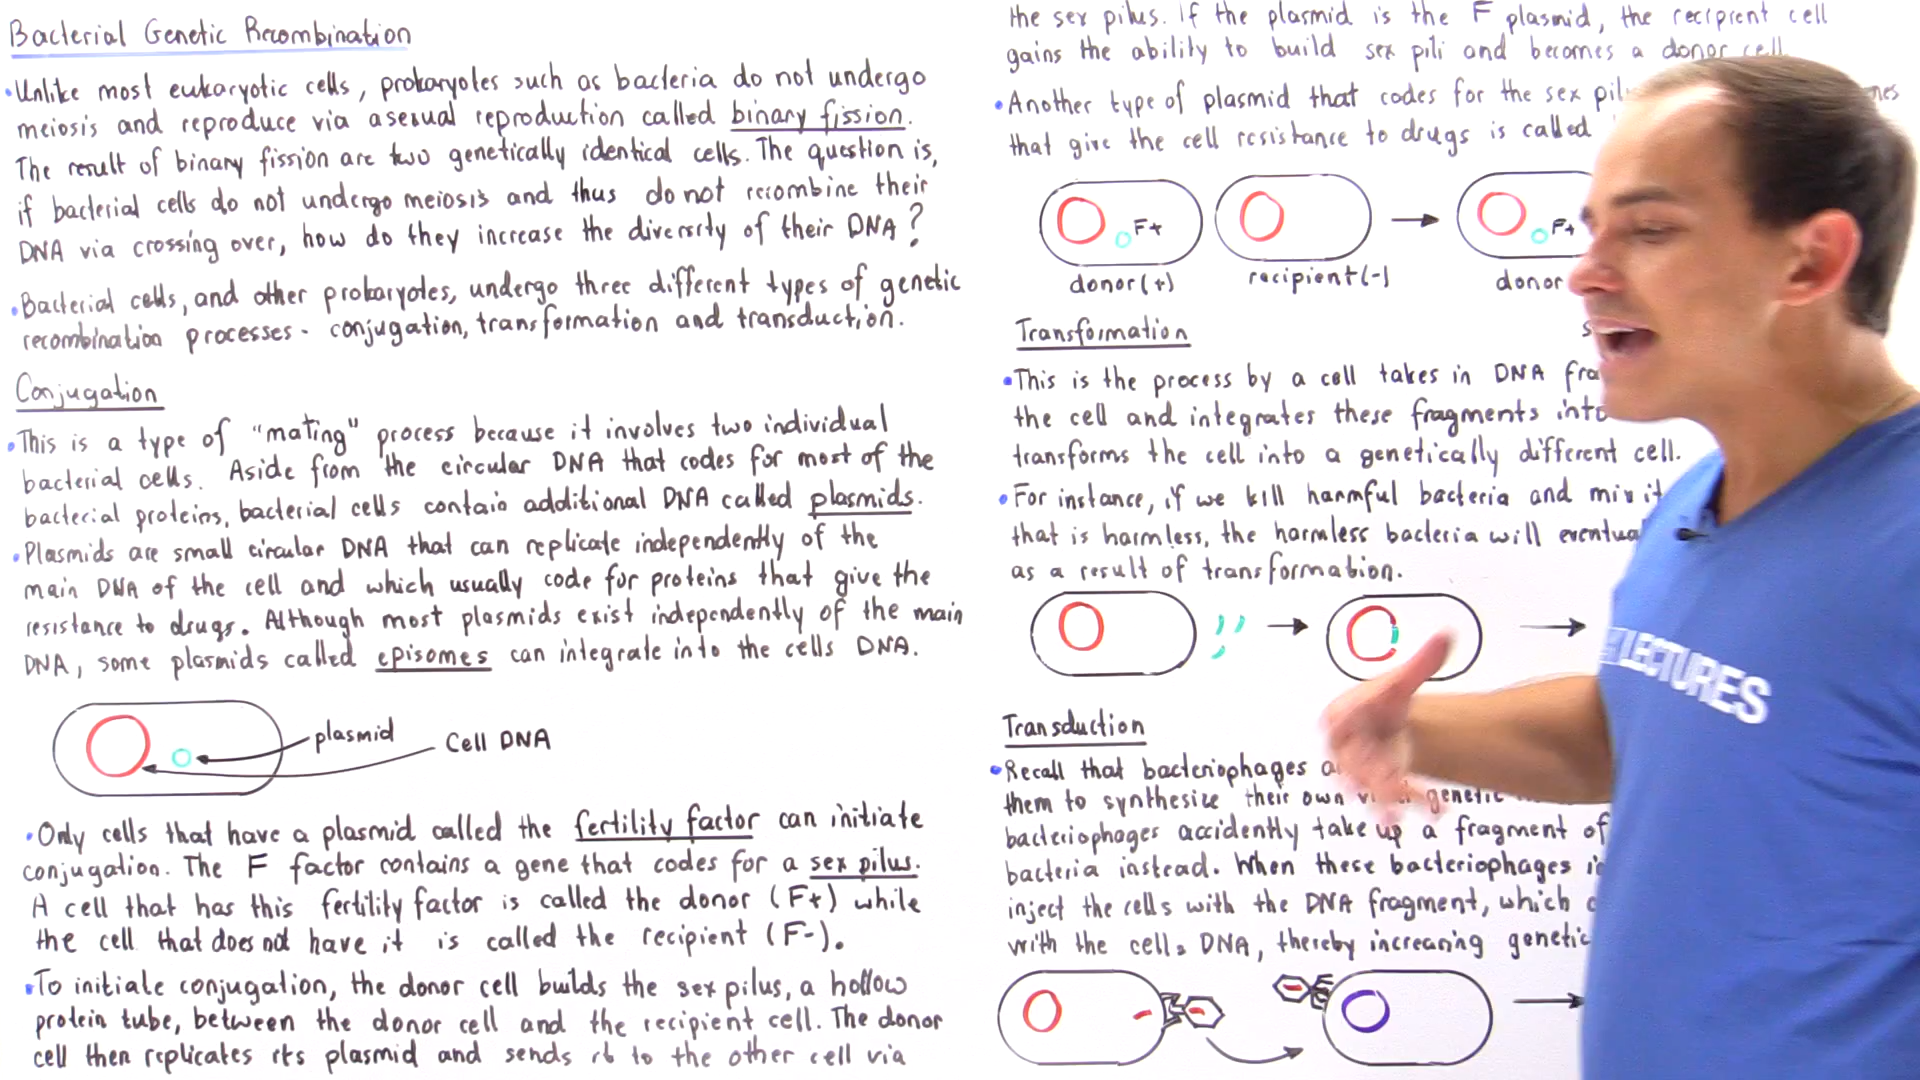 Bacterial Genetic Recombination
•Unlike most eukaryotic cells, prokaryotes such as bacteria do not undergo
meiosis and reproduce via asexual reproduction called binary fission.
The result of binary fission are two genetically identical cells. The question is,
if bacterial cells do not undergo meiosis and thus do not recombine their
DNA via crossing over, how do they increase the diversity of their DNA?
•Bacterial cells, and other prokaryotes, undergo three different types of genetic
recombination processes - conjugation, transformation and transduction.
Conjugation
•This is a type of "mating" process because it involves two individual
bacterial cells. Aside from the circular DNA that codes for most of the
bacterial proteins, bacterial cells contain additional DNA called plasmids.
•Plasmids are small circular DNA that can replicate independently of the
main DNA of the cell and which usually code for proteins that give the
resistance to drugs. Although most plasmids exist independently of the main
DNA, some plasmids called episomes can integrate into the cells DNA.
plasmid
Cell DNA
•Only cells that have a plasmid called the fertility factor can initiate
conjugation. The F factor contains a gene that codes for a sex pilus.
A cell that has this fertility factor is called the donor (F+) while
the cell that does not have it is called the recipient (F-).
•To initiate conjugation, the donor cell builds the sex pilus, a hollow
protein tube, between the donor cell and the recipient cell. The donor
cell then replicates its plasmid and sends it to the other cell via
the sex pilus. If the plasmid is the F plasmid, the recipient cell
gains the ability to build sex pili and becomes a donor cell
•Another type of plasmid that codes for the sex
that give the cell resistance to drugs is called
F+ F+
donor(+) recipient(-) donor
Transformation
•This is the process by a cell takes in DNA
the cell and integrates these fragments into
transforms the cell into a genetically different cell.
•For instance, if we kill harmful bacteria and mix it
that is harmless, the harmless bacteria will
as a result of transformation.
Transduction
•Recall that bacteriophages
them to synthesize their own genetic
bacteriophages accidently take up a fragment of
bacteria instead. When these bacteriophages
inject the cells with the DNA fragment, which
with the cells DNA, thereby increasing genetic
LECTURES